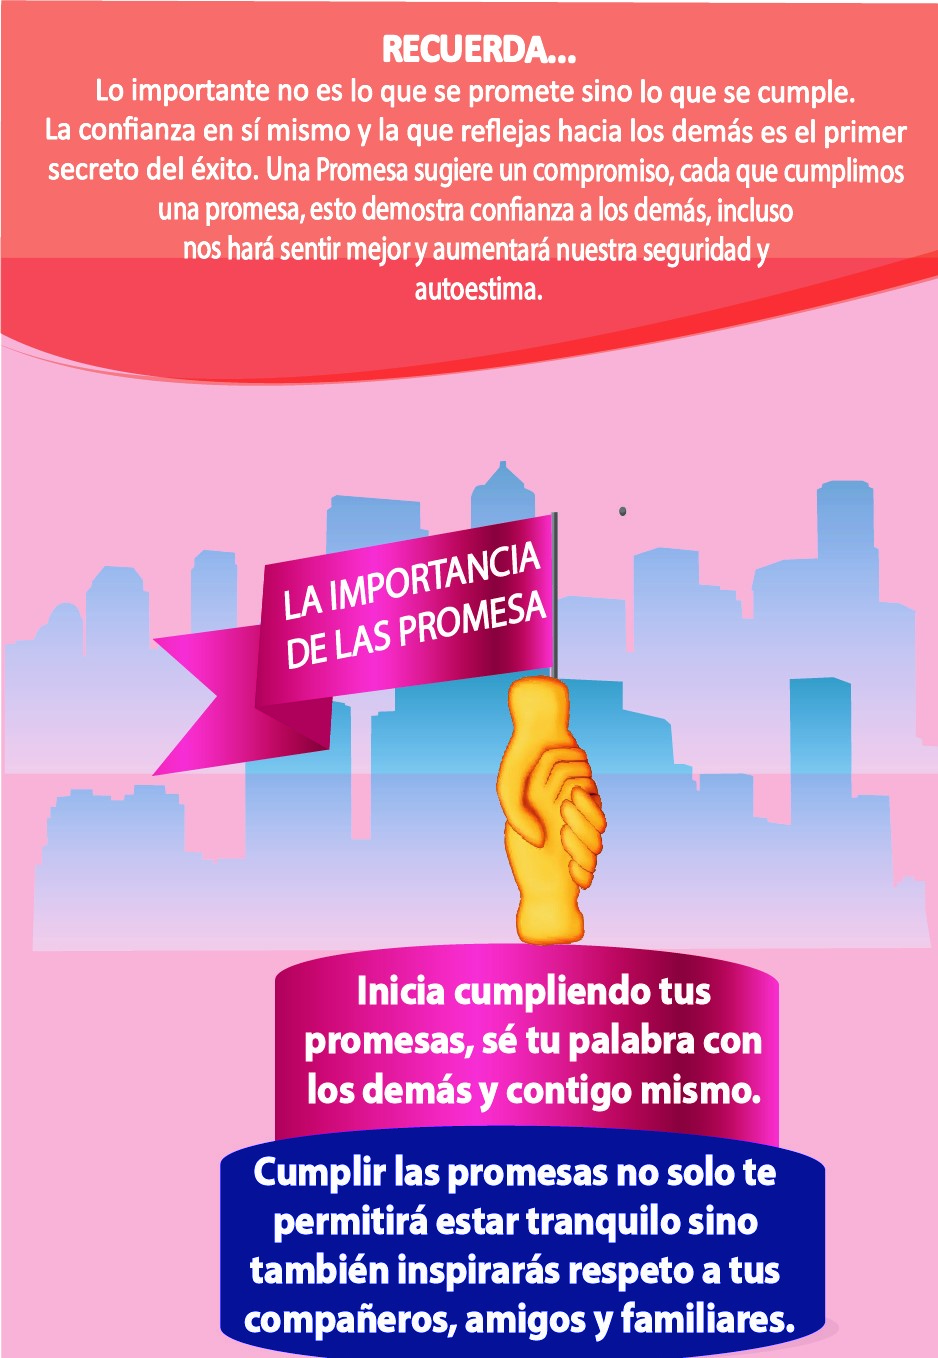 RECUERDA...
Lo importante no es lo que se promete sino lo que se cumple.
La confianza en sí mismo y la que reflejas hacia los demás es el primer
secreto del éxito. Una Promesa sugiere un compromiso, cada que cumplimos
una promesa, esto demostra confianza a los demás, incluso
nos hará sentir mejor y aumentará nuestra seguridad y
autoestima.
LA IMPORTANCIA
DE LAS PROMESA
Inicia cumpliendo tus
promesas, sé tu palabra con
los demás y contigo mismo.
Cumplir las promesas no solo te
permitirá estar tranquilo sino
también inspirarás respeto a tus
compañeros, amigos y familiares.